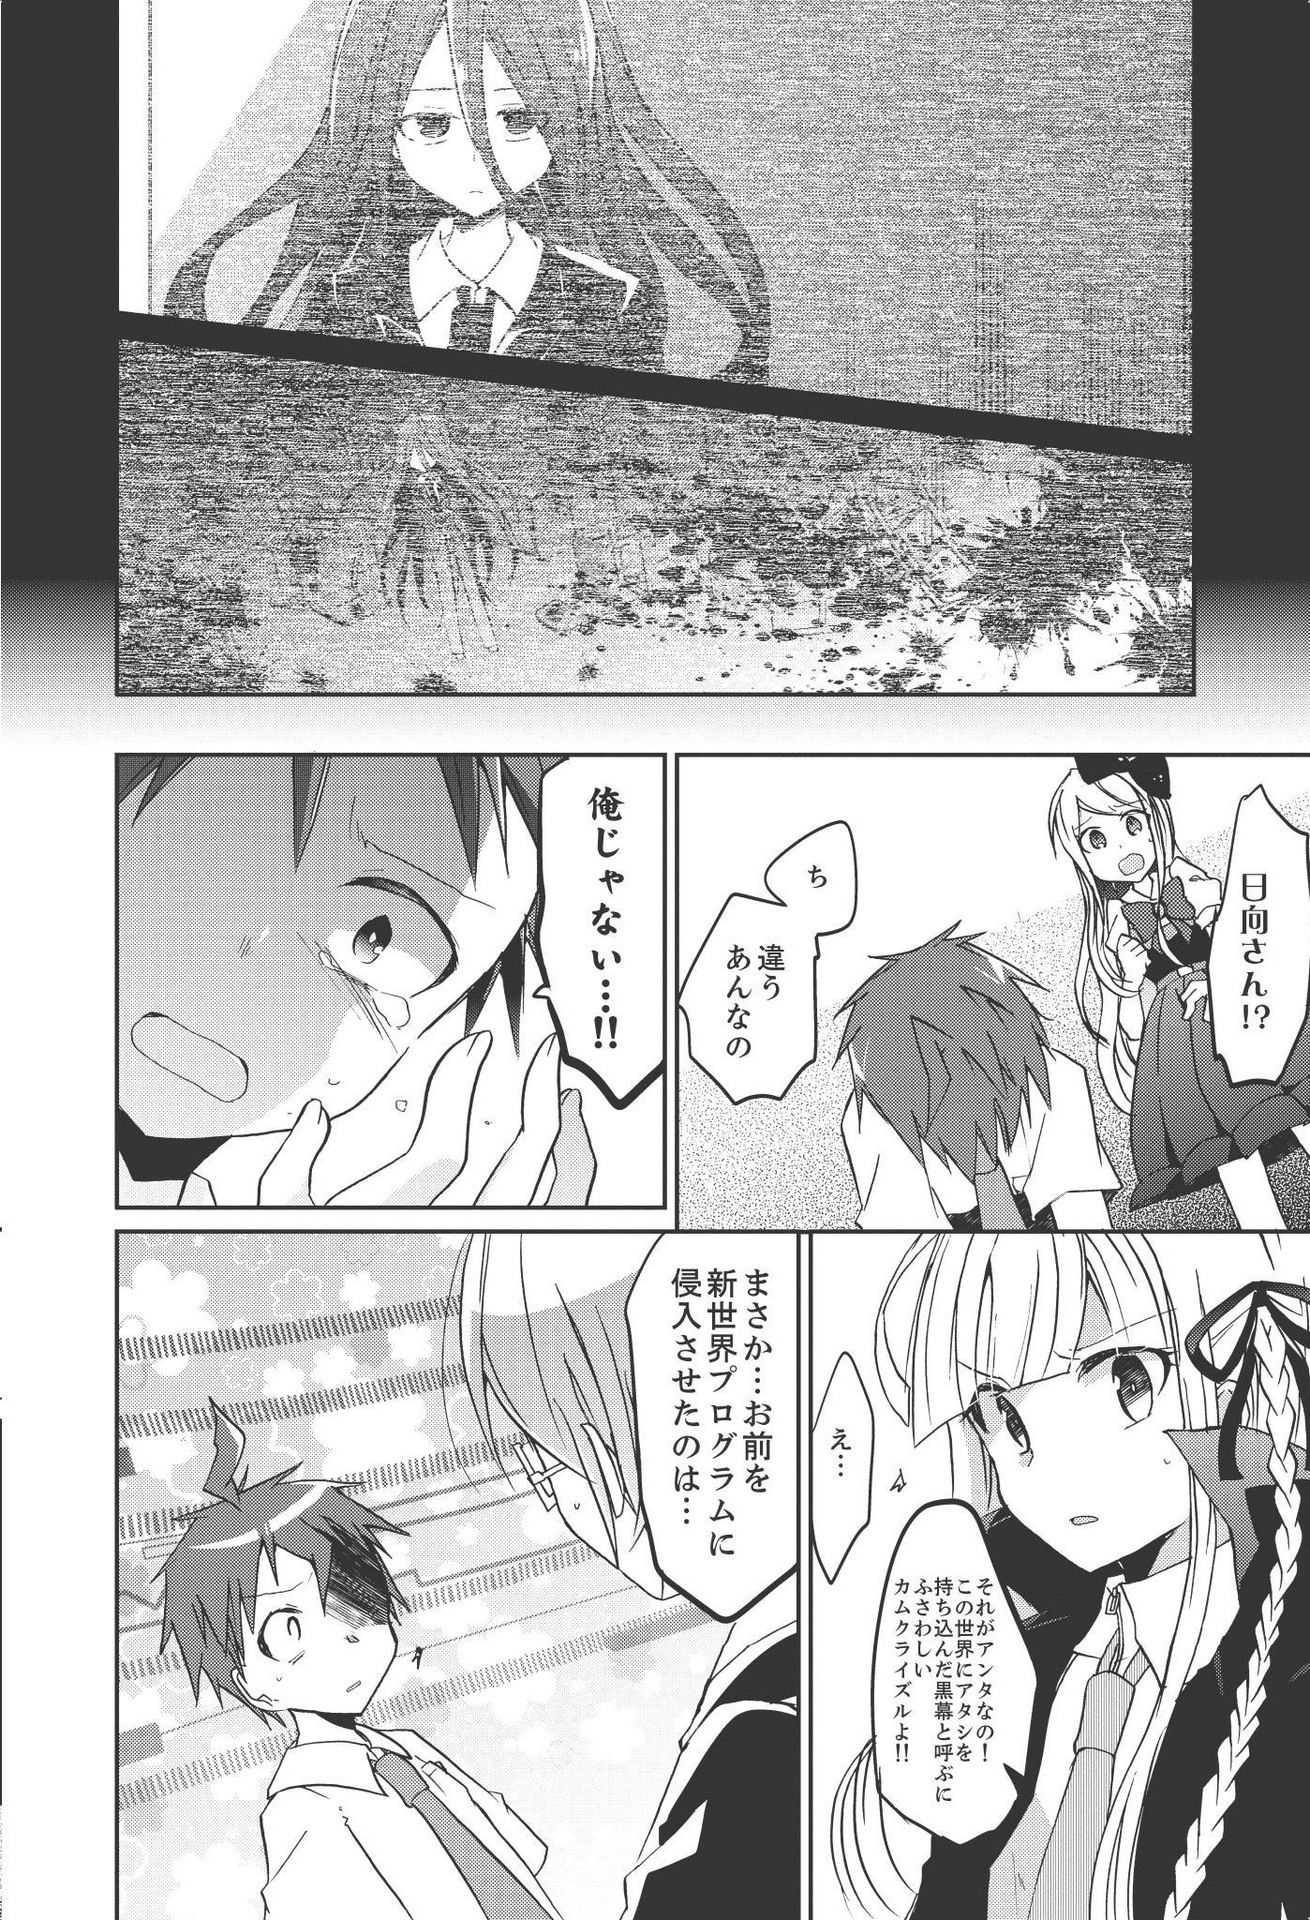 日向さん!?
ち
違う
あんなの
俺じゃない…!!
それがアンタなの!
この世界にアタシを
持ち込んだ黒幕と呼ぶに
ふさわしい
カムクライズルよ!!
え…
まさか…お前を
新世界プログラムに
侵入させたのは…